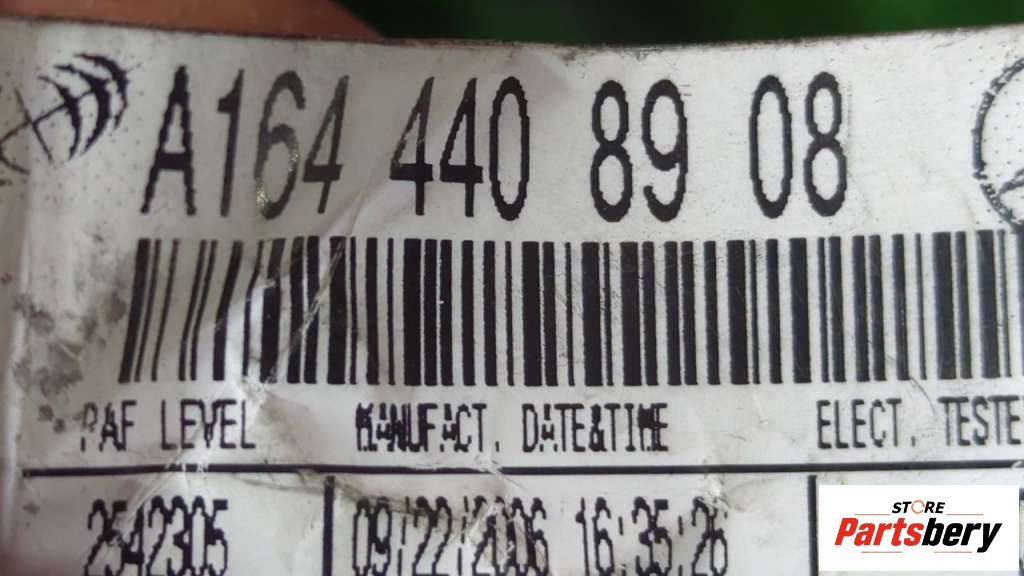 A164 440 89 08
RAF LEVEL MANUFACT. DATE&TIME ELECT. TESTE
2542305 09:22:2006 16:35:26
STORE
Partsbery